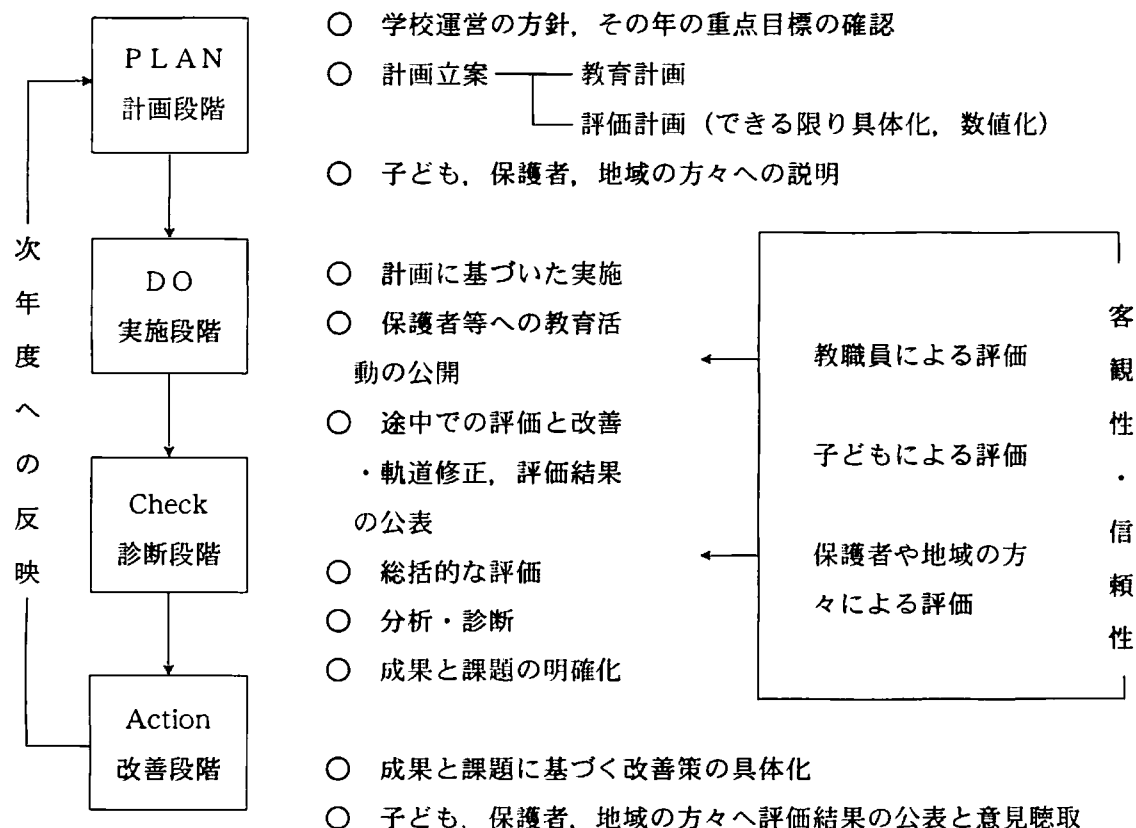 ○ 学校運営の方針，その年の重点目標の確認
PLAN
計画段階
○ 計画立案 教育計画
評価計画（できる限り具体化，数値化）
○ 子ども，保護者，地域の方々への説明
次年度への反映
DO
実施段階
○ 計画に基づいた実施
○ 保護者等への教育活
動の公開
○ 途中での評価と改善
・軌道修正，評価結果
の公表
Check
診断段階
○ 総括的な評価
○ 分析・診断
○ 成果と課題の明確化
教職員による評価
子どもによる評価
保護者や地域の方
々による評価
客観性・信頼性
Action
改善段階
○ 成果と課題に基づく改善策の具体化
○ 子ども，保護者，地域の方々へ評価結果の公表と意見聴取